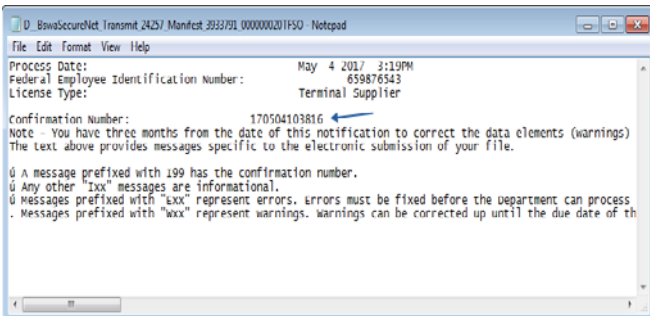 D__BswaSecureNet_Transmit_24257_Manifest_3933791_000000020TFSO - Notepad
File Edit Format View Help
Process Date: May 4 2017 3:19PM
Federal Employee Identification Number: 659876543
License Type: Terminal Supplier
Confirmation Number: 170504103816
Note - You have three months from the date of this notification to correct the data elements (warnings)
The text above provides messages specific to the electronic submission of your file.
ú A message prefixed with I99 has the confirmation number.
ú Any other "Ixx" messages are informational.
ú Messages prefixed with "Exx" represent errors. Errors must be fixed before the Department can process
. Messages prefixed with "Wxx" represent warnings. Warnings can be corrected up until the due date of th